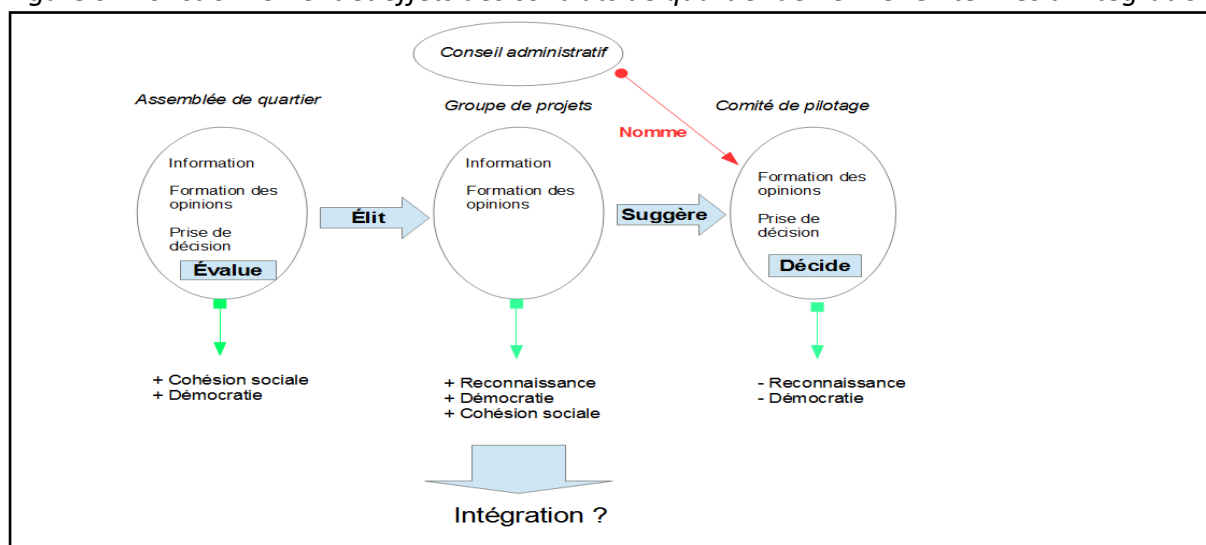 Conseil administratif
Assemblée de quartier
Groupe de projets
Comité de pilotage
Nomme
Information
Formation des
opinions
Prise de
décision
Évalue
Élit
Information
Formation des
opinions
Suggère
Formation des
opinions
Prise de
décision
Décide
+ Cohésion sociale
+ Démocratie
+ Reconnaissance
+ Démocratie
+ Cohésion sociale
- Reconnaissance
- Démocratie
Intégration ?